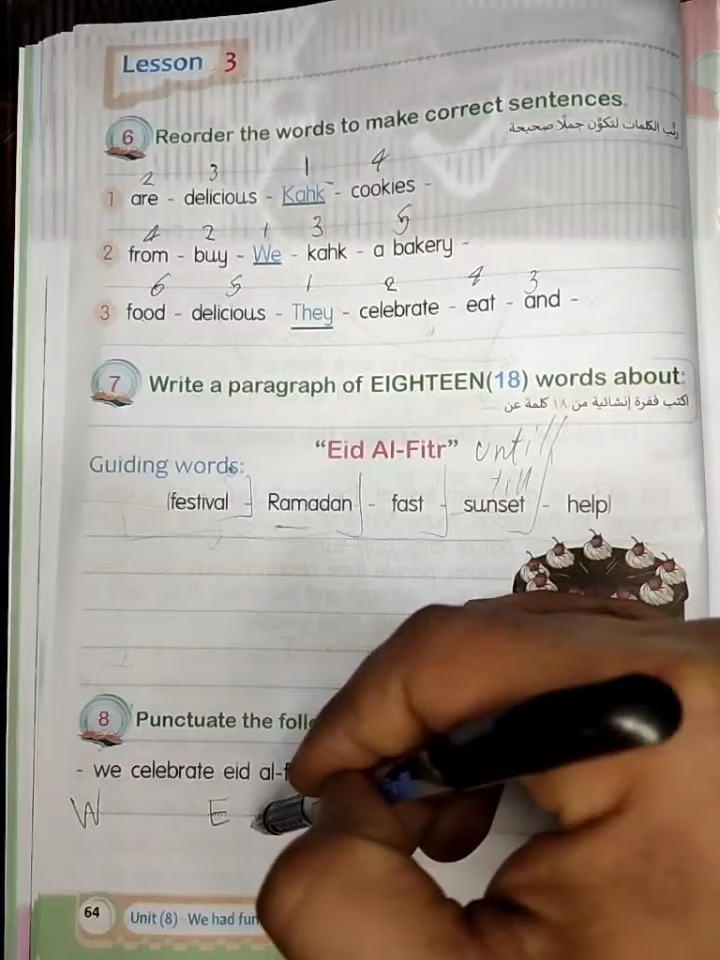 Lesson 3
6 Reorder the words to make correct sentences.
رتب الكلمات لتكوّن جملًا صحيحة
2 3 1 4
1 are - delicious - Kahk - cookies -
4 2 1 3 5
2 from - buy - We - kahk - a bakery -
6 5 1 2 4 3
3 food - delicious - They - celebrate - eat - and -
7 Write a paragraph of EIGHTEEN(18) words about:
اكتب فقرة إنشائية من ١٨ كلمة عن
"Eid Al-Fitr" until
Guiding words: till
(festival - Ramadan - fast - sunset - help)
8 Punctuate the
- we celebrate eid
W E
64 Unit (8) We had fun